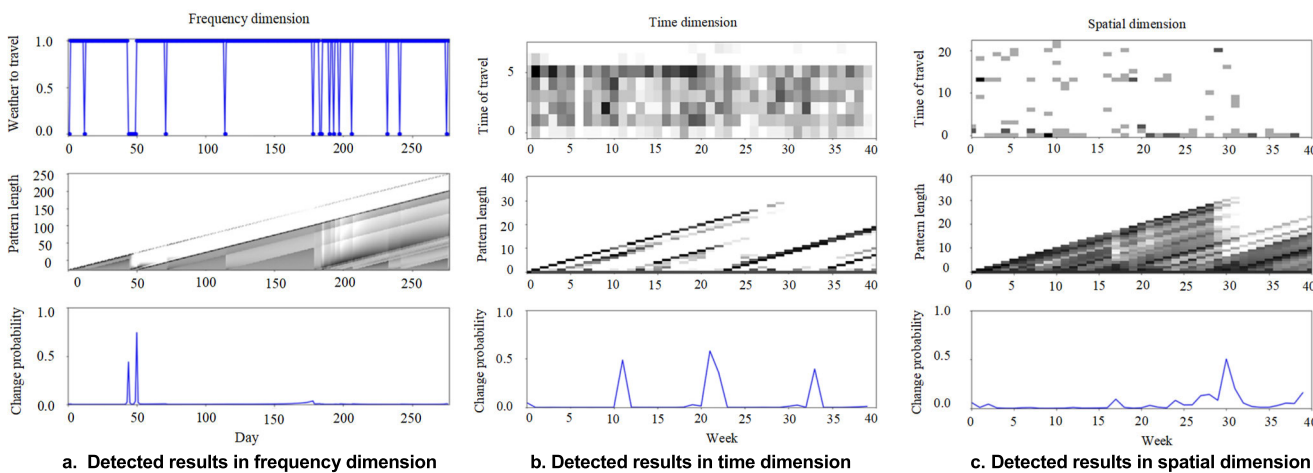 Frequency dimension
Weather to travel
1.0
0.5
0.0
0 50 100 150 200 250
Pattern length
250
200
150
100
50
0
0 50 100 150 200 250
Change probability
1.0
0.5
0.0
0 50 100 150 200 250
Day
a. Detected results in frequency dimension
Time dimension
Time of travel
5
0
0 5 10 15 20 25 30 35 40
Pattern length
40
30
20
10
0
0 5 10 15 20 25 30 35 40
Change probability
1.0
0.5
0.0
0 5 10 15 20 25 30 35 40
Week
b. Detected results in time dimension
Spatial dimension
Time of travel
20
10
0
0 5 10 15 20 25 30 35 40
Pattern length
40
30
20
10
0
0 5 10 15 20 25 30 35 40
Change probability
1.0
0.5
0.0
0 5 10 15 20 25 30 35 40
Week
c. Detected results in spatial dimension